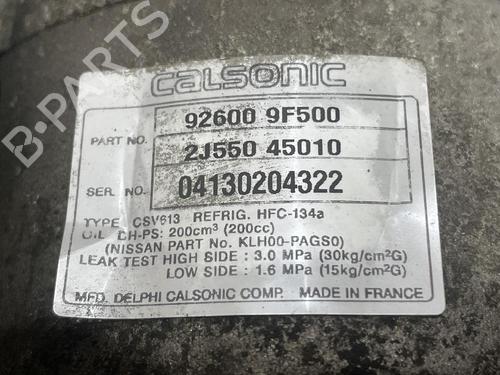 B-PARTS
CALSONIC
92600 9F500
PART NO.
2J550 45010
SER NO. 04130204322
TYPE CSV613 REFRIG. HFC-134a
OIL DH-PS: 200cm³ (200cc)
(NISSAN PART No. KLH00-PAGS0)
LEAK TEST HIGH SIDE : 3.0 MPa (30kg/cm²G)
LOW SIDE : 1.6 MPa (15kg/cm²G)
MFD. DELPHI CALSONIC COMP. MADE IN FRANCE